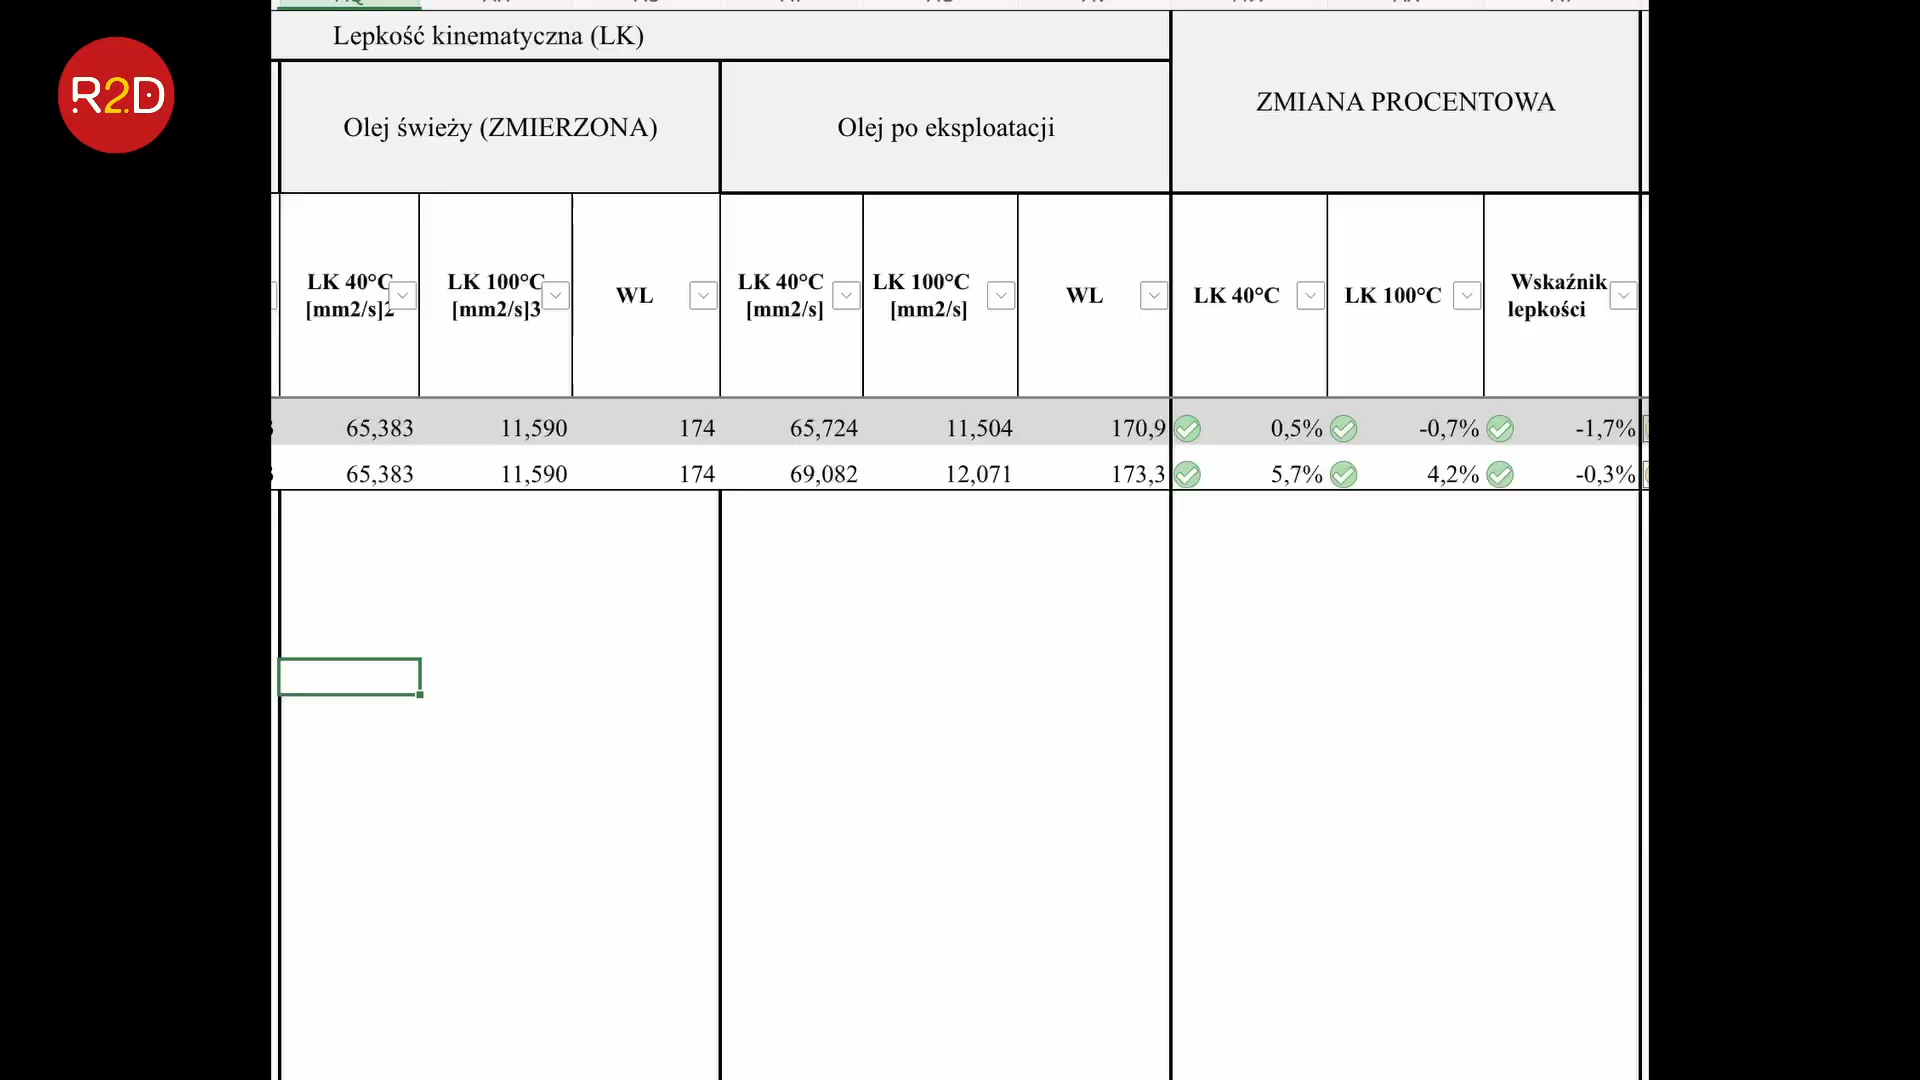 R2D
Lepkość kinematyczna (LK)
ZMIANA PROCENTOWA
Olej świeży (ZMIERZONA)
Olej po eksploatacji
LK 40°C
[mm2/s]2
LK 100°C
[mm2/s]3
WL
LK 40°C
[mm2/s]
LK 100°C
[mm2/s]
WL
LK 40°C
LK 100°C
Wskaźnik
lepkości
65,383 11,590 174 65,724 11,504 170,9 0,5% -0,7% -1,7%
65,383 11,590 174 69,082 12,071 173,3 5,7% 4,2% -0,3%